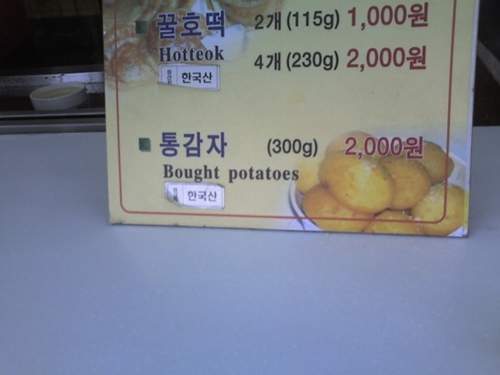 꿀호떡 2개 (115g) 1,000원
Hotteok 4개 (230g) 2,000원
한국산
통감자 (300g) 2,000원
Bought potatoes
한국산